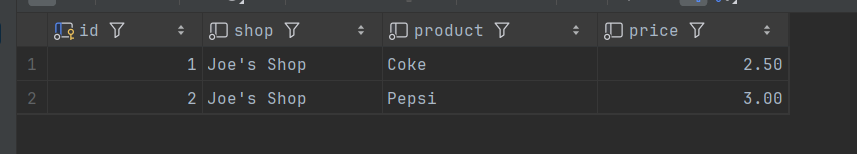 id shop product price
1 1 Joe's Shop Coke 2.50
2 2 Joe's Shop Pepsi 3.00